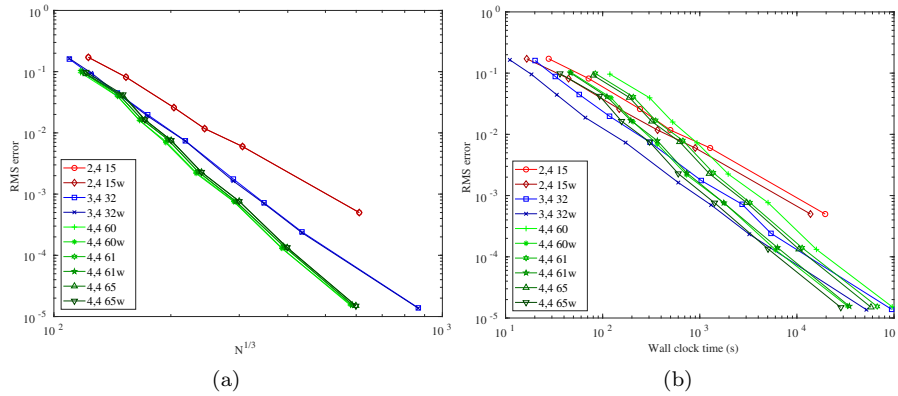 10^0
10^-1
10^-2
10^-3
10^-4
10^-5
RMS error
2,4 15
2,4 15w
3,4 32
3,4 32w
4,4 60
4,4 60w
4,4 61
4,4 61w
4,4 65
4,4 65w
10^2
10^3
N^1/3
(a)
10^0
10^-1
10^-2
10^-3
10^-4
10^-5
RMS error
2,4 15
2,4 15w
3,4 32
3,4 32w
4,4 60
4,4 60w
4,4 61
4,4 61w
4,4 65
4,4 65w
10^1
10^2
10^3
10^4
10^5
Wall clock time (s)
(b)